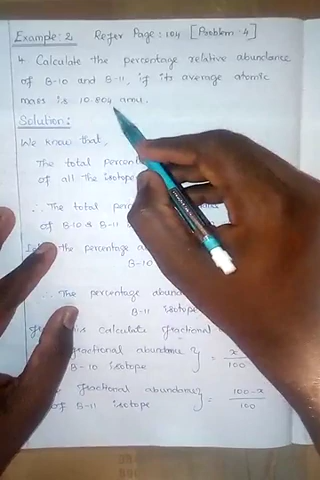 Example: 2 Refer Page: 104 [Problem-4]
4. Calculate the percentage relative abundance
of B-10 and B-11, if its average atomic
mass is 10.804 amu.
Solution:
We know that,
The total
of all the isotope
∴ The total
of B-10 &
The percentage
B-10
∴ The percentage
B-11 isotope
calculate fractional
fractional abundance } = x/100
B-10 isotope
fractional abundance } = 100-x/100
of B-11 isotope